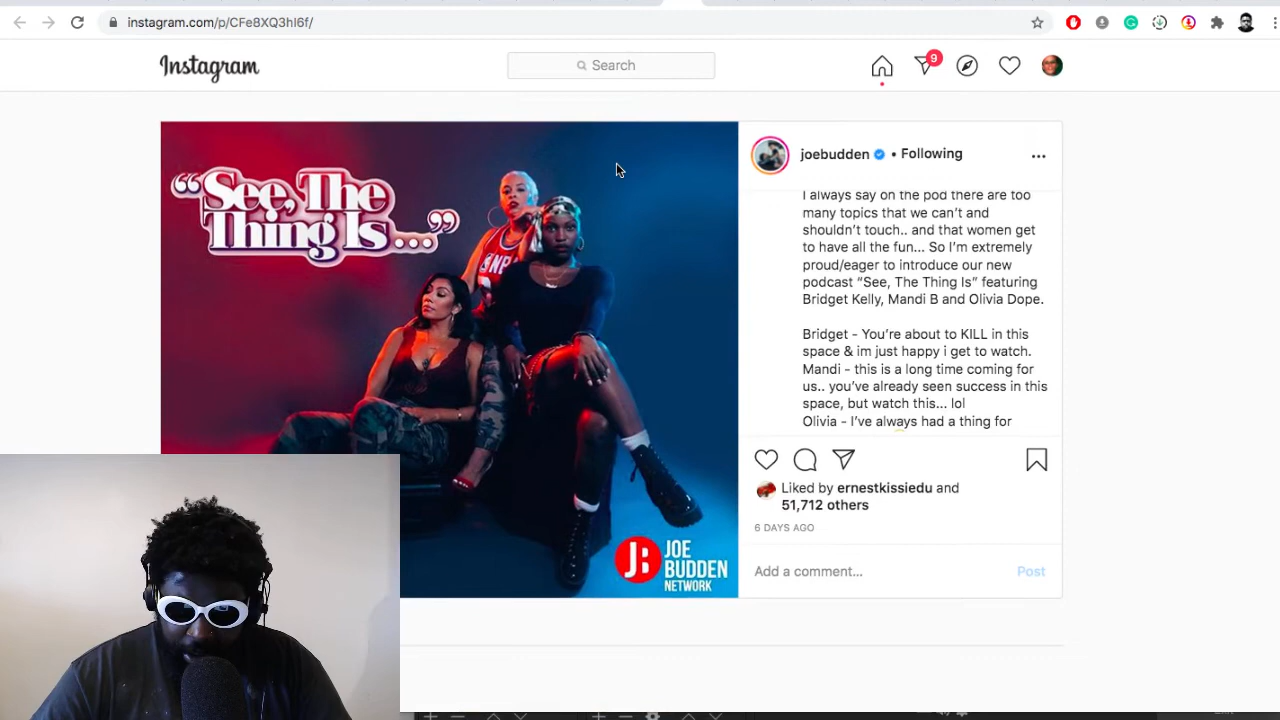 instagram.com/p/CFe8XQ3hI6f/
Instagram
Search
9
“See, The
Thing Is...”
JB JOE
BUDDEN
NETWORK
joebudden • Following
I always say on the pod there are too
many topics that we can’t and
shouldn’t touch.. and that women get
to have all the fun... So I’m extremely
proud/eager to introduce our new
podcast “See, The Thing Is” featuring
Bridget Kelly, Mandi B and Olivia Dope.
Bridget - You’re about to KILL in this
space & im just happy i get to watch.
Mandi - this is a long time coming for
us.. you’ve already seen success in this
space, but watch this... lol
Olivia - I’ve always had a thing for
Liked by ernestkissiedu and
51,712 others
6 DAYS AGO
Add a comment... Post